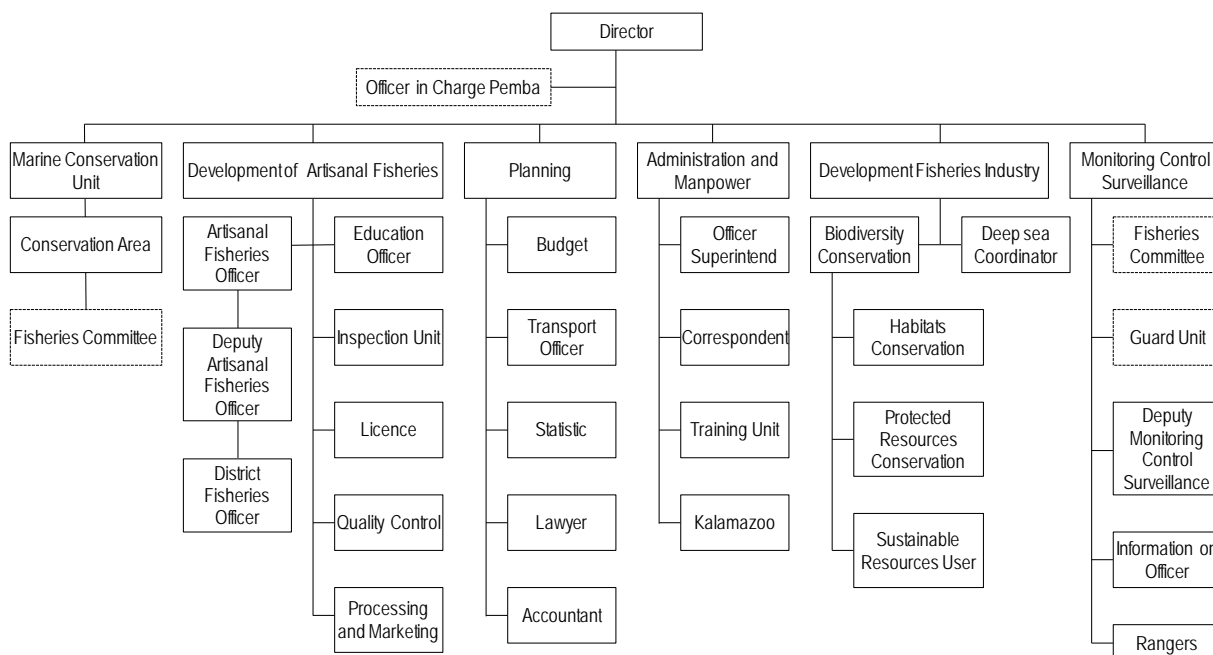 Director
Officer in Charge Pemba
Marine Conservation
Unit
Development of Artisanal Fisheries
Planning
Administration and
Manpower
Development Fisheries Industry
Monitoring Control
Surveillance
Conservation Area
Fisheries Committee
Artisanal
Fisheries
Officer
Deputy
Artisanal
Fisheries
Officer
District
Fisheries
Officer
Education
Officer
Inspection Unit
Licence
Quality Control
Processing
and Marketing
Budget
Transport
Officer
Statistic
Lawyer
Accountant
Officer
Superintend
Correspondent
Training Unit
Kalamazoo
Biodiversity
Conservation
Deep sea
Coordinator
Habitats
Conservation
Protected
Resources
Conservation
Sustainable
Resources User
Fisheries
Committee
Guard Unit
Deputy
Monitoring
Control
Surveillance
Information or
Officer
Rangers